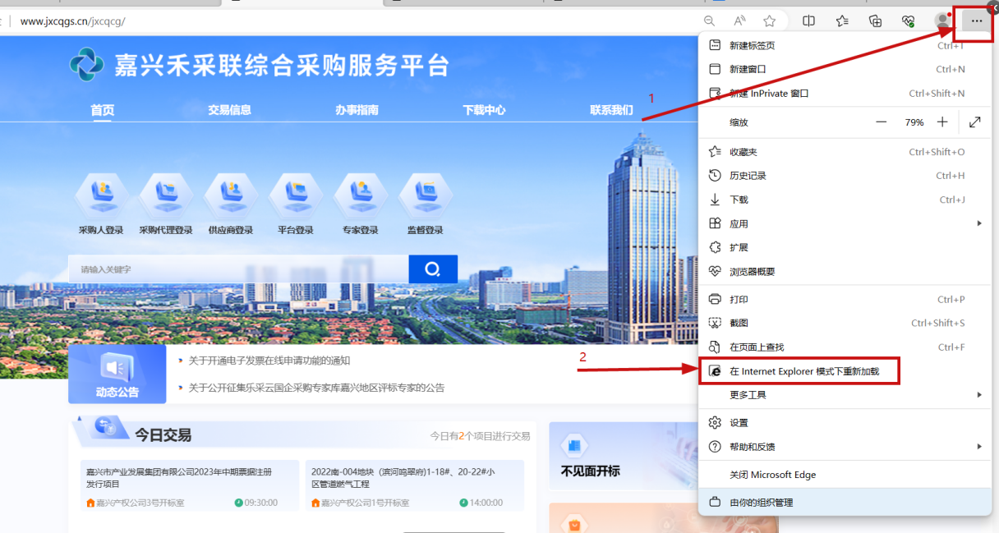 www.jxcqgs.cn/jxcqcg/
嘉兴禾采联综合采购服务平台
首页 交易信息 办事指南 下载中心 联系我们
1
采购人登录 采购代理登录 供应商登录 平台登录 专家登录 监督登录
请输入关键字
动态公告
关于开通电子发票在线申请功能的通知
关于公开征集乐采云国企采购专家库嘉兴地区评标专家的公告
2
今日交易
今日有2个项目进行交易
嘉兴市产业发展集团有限公司2023年中期票据注册
发行项目
嘉兴产权公司3号开标室 09:30:00
2022南-004地块（滨河鸣翠府)1-18#、20-22#小
区管道燃气工程
嘉兴产权公司1号开标室 14:00:00
不见面开标
新建标签页 Ctrl+T
新建窗口 Ctrl+N
新建 InPrivate 窗口 Ctrl+Shift+N
缩放 — 79% +
收藏夹 Ctrl+Shift+O
历史记录 Ctrl+H
下载 Ctrl+J
应用
扩展
浏览器概要
打印 Ctrl+P
截图 Ctrl+Shift+S
在页面上查找 Ctrl+F
在 Internet Explorer 模式下重新加载
更多工具
设置
帮助和反馈
关闭 Microsoft Edge
由你的组织管理